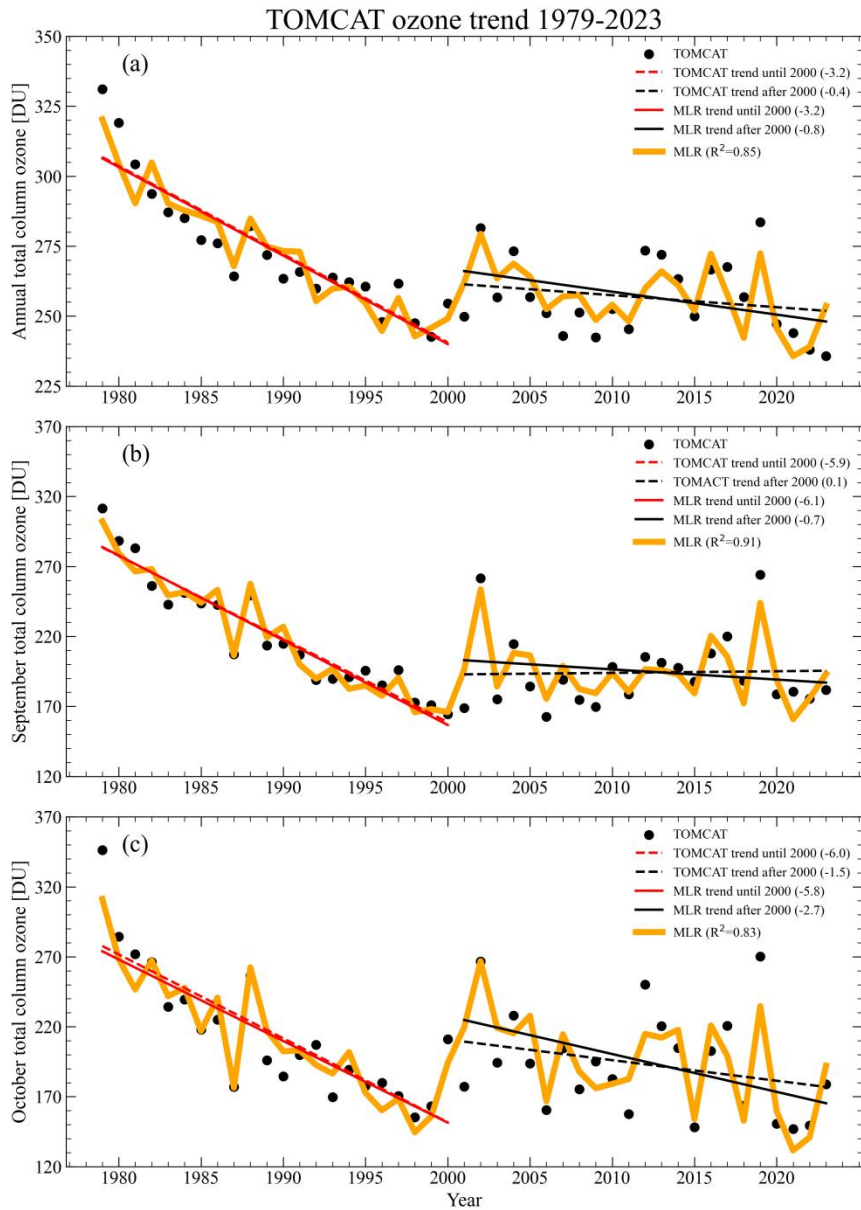 TOMCAT ozone trend 1979-2023
(a)
Annual total column ozone [DU]
350
325
300
275
250
225
TOMCAT
TOMCAT trend until 2000 (-3.2)
TOMCAT trend after 2000 (-0.4)
MLR trend until 2000 (-3.2)
MLR trend after 2000 (-0.8)
MLR (R²=0.85)
1980 1985 1990 1995 2000 2005 2010 2015 2020
(b)
September total column ozone [DU]
370
320
270
220
170
120
TOMCAT
TOMCAT trend until 2000 (-5.9)
TOMACT trend after 2000 (0.1)
MLR trend until 2000 (-6.1)
MLR trend after 2000 (-0.7)
MLR (R²=0.91)
1980 1985 1990 1995 2000 2005 2010 2015 2020
(c)
October total column ozone [DU]
370
320
270
220
170
120
TOMCAT
TOMCAT trend until 2000 (-6.0)
TOMCAT trend after 2000 (-1.5)
MLR trend until 2000 (-5.8)
MLR trend after 2000 (-2.7)
MLR (R²=0.83)
1980 1985 1990 1995 2000 2005 2010 2015 2020
Year